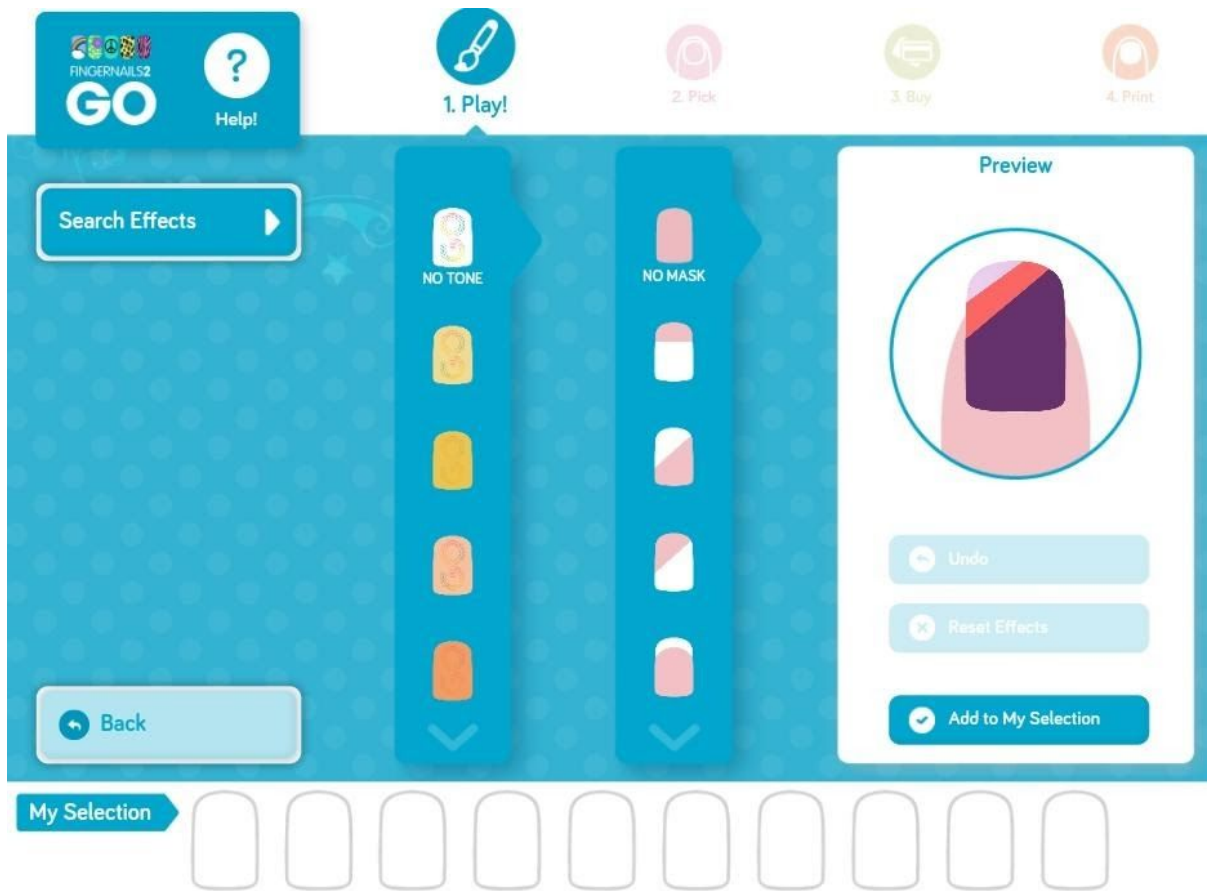 FINGERNAILS2
GO
?
Help!
1. Play!
2. Pick
3. Buy
4. Print
Search Effects
NO TONE
NO MASK
Preview
Undo
Reset Effects
Add to My Selection
Back
My Selection